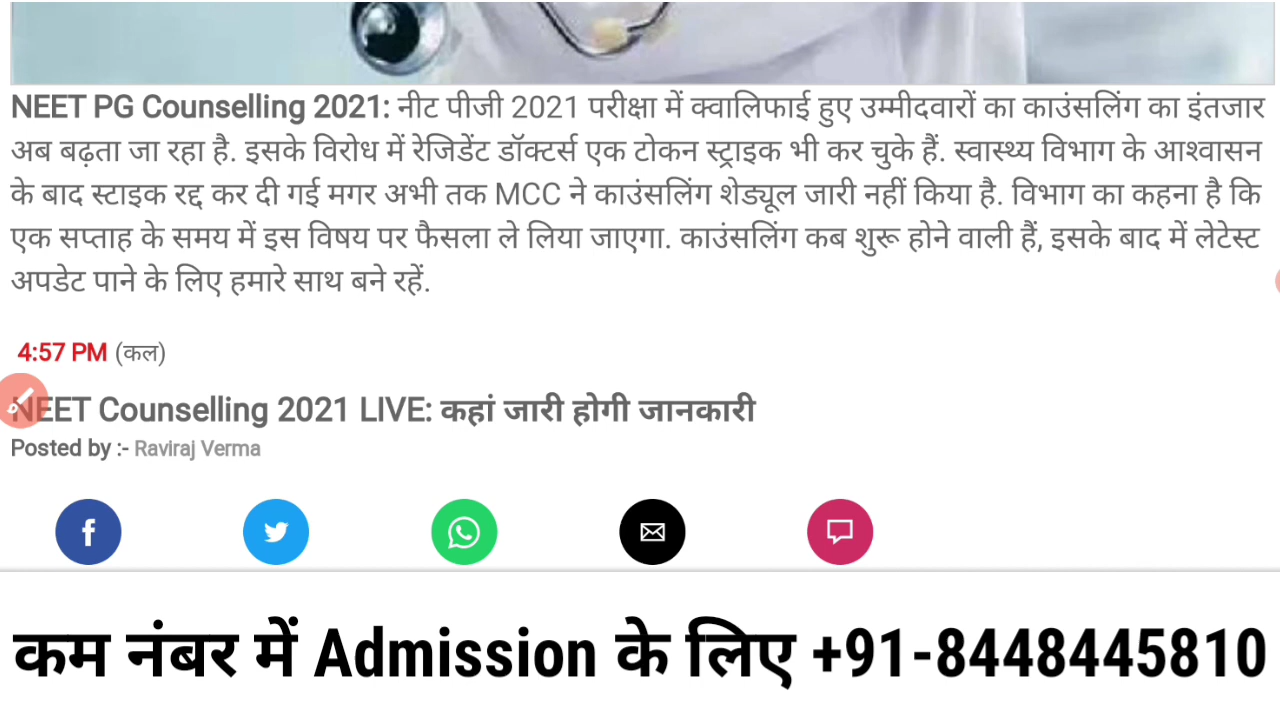 NEET PG Counselling 2021: नीट पीजी 2021 परीक्षा में क्वालिफाई हुए उम्मीदवारों का काउंसलिंग का इंतजार
अब बढ़ता जा रहा है. इसके विरोध में रेजिडेंट डॉक्टर्स एक टोकन स्ट्राइक भी कर चुके हैं. स्वास्थ्य विभाग के आश्वासन
के बाद स्टाइक रद्द कर दी गई मगर अभी तक MCC ने काउंसलिंग शेड्यूल जारी नहीं किया है. विभाग का कहना है कि
एक सप्ताह के समय में इस विषय पर फैसला ले लिया जाएगा. काउंसलिंग कब शुरू होने वाली हैं, इसके बाद में लेटेस्ट
अपडेट पाने के लिए हमारे साथ बने रहें.
4:57 PM (कल)
NEET Counselling 2021 LIVE: कहां जारी होगी जानकारी
Posted by :- Raviraj Verma
कम नंबर में Admission के लिए +91-8448445810